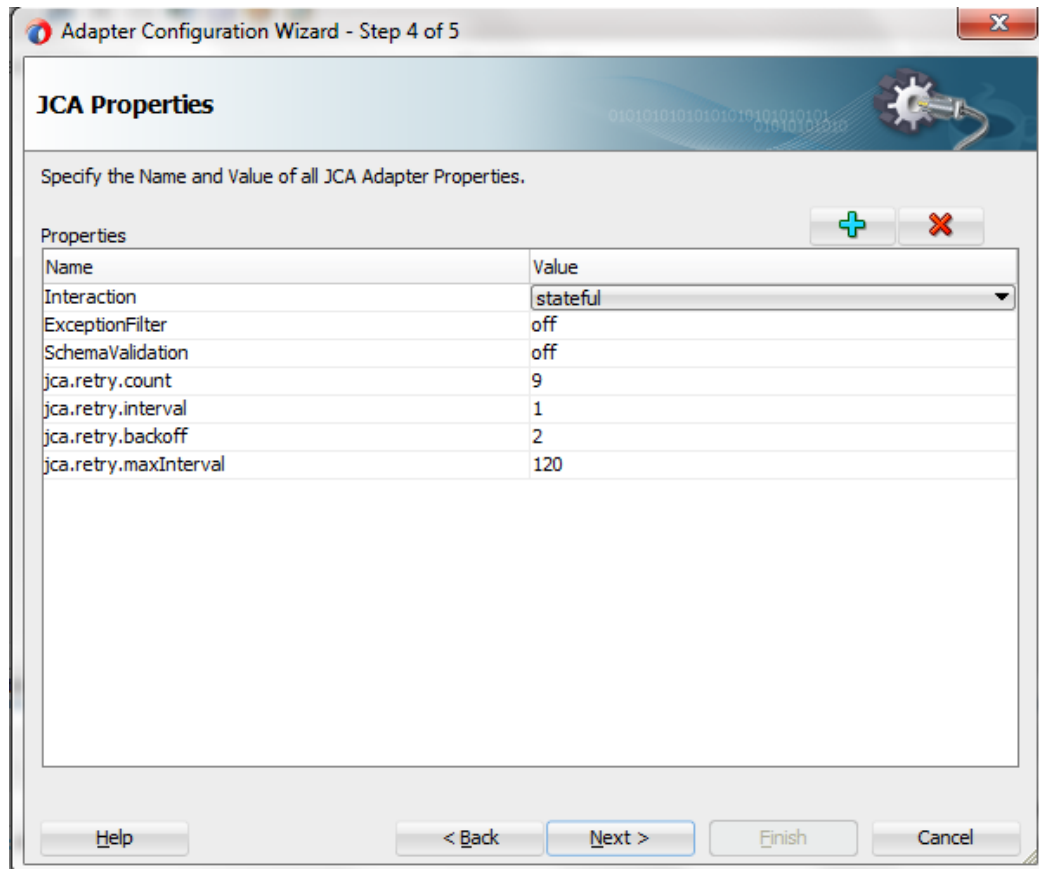 Adapter Configuration Wizard - Step 4 of 5
JCA Properties
0101010101010101010101010101
01010101010
Specify the Name and Value of all JCA Adapter Properties.
Properties
Name Value
Interaction stateful
ExceptionFilter off
SchemaValidation off
jca.retry.count 9
jca.retry.interval 1
jca.retry.backoff 2
jca.retry.maxInterval 120
Help < Back Next > Finish Cancel